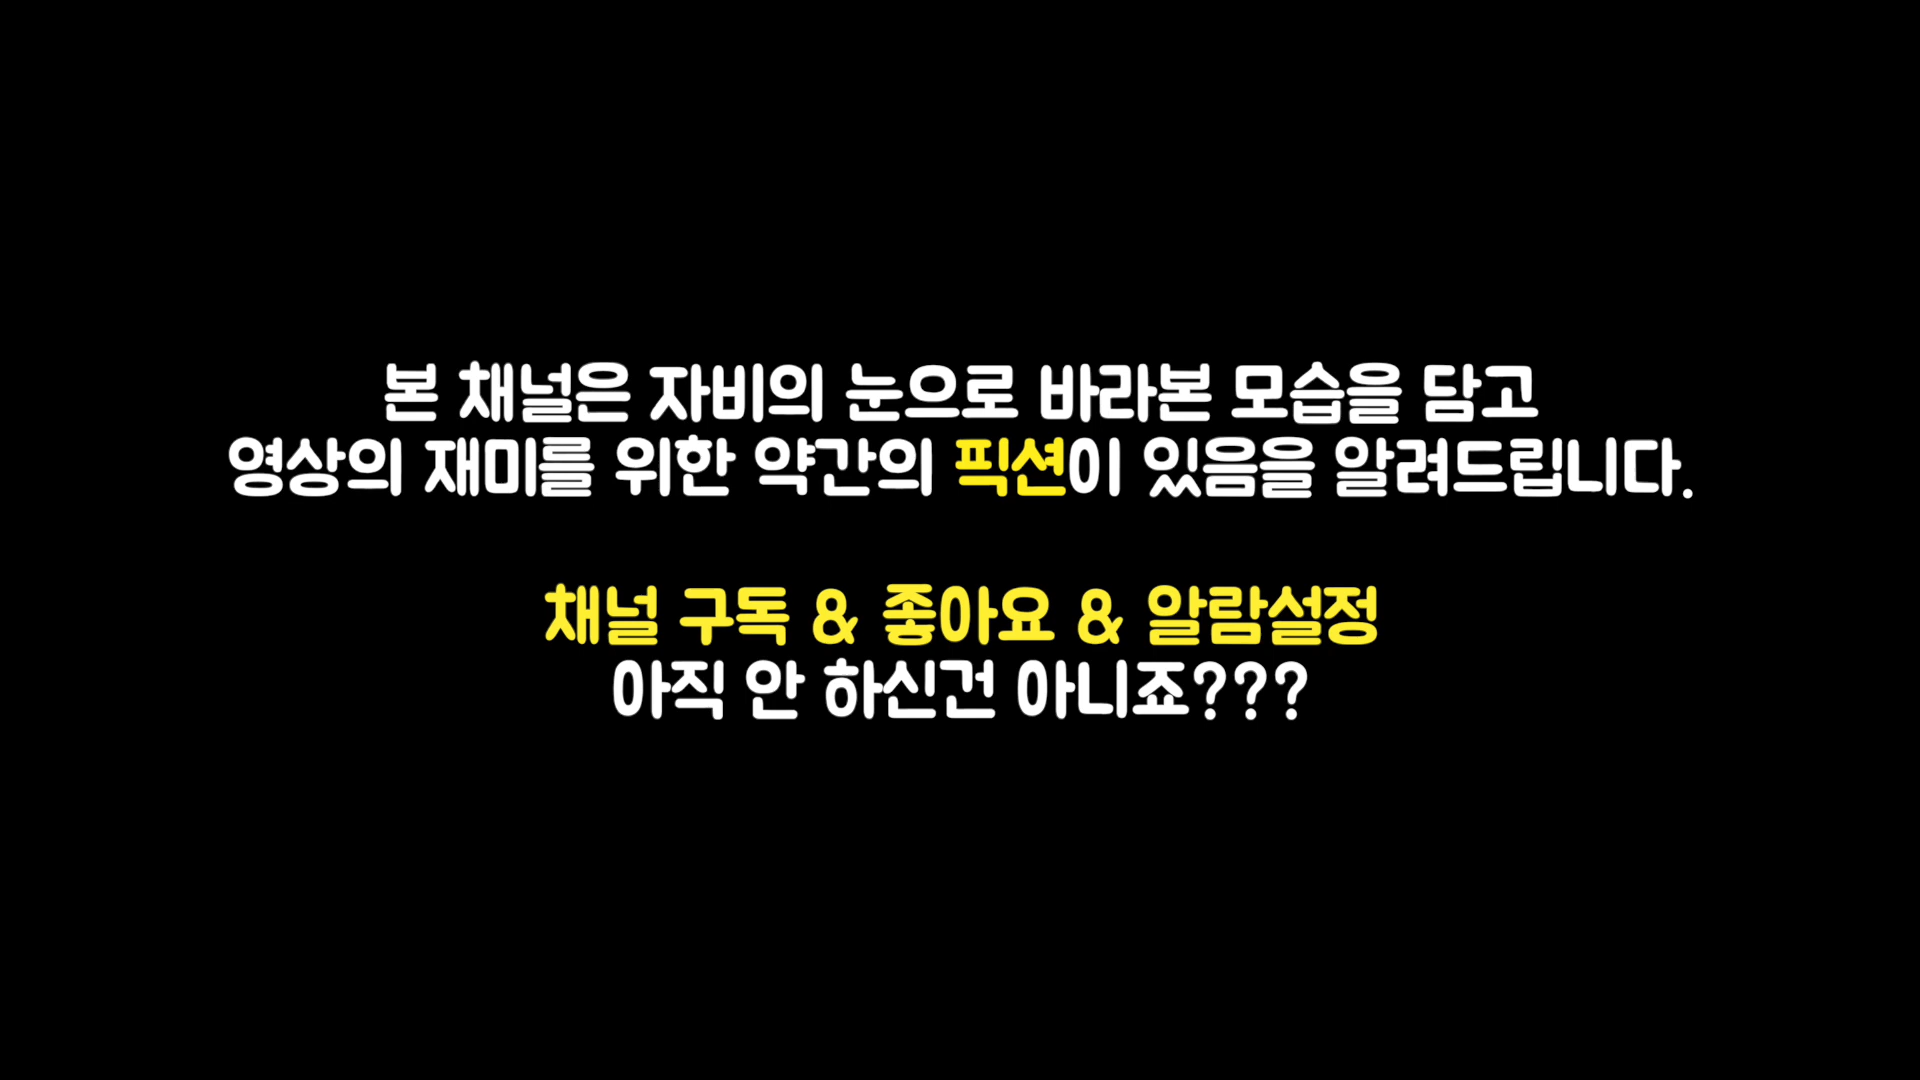 본 채널은 자비의 눈으로 바라본 모습을 담고
영상의 재미를 위한 약간의 픽션이 있음을 알려드립니다.
채널 구독 & 좋아요 & 알람설정
아직 안 하신건 아니죠???